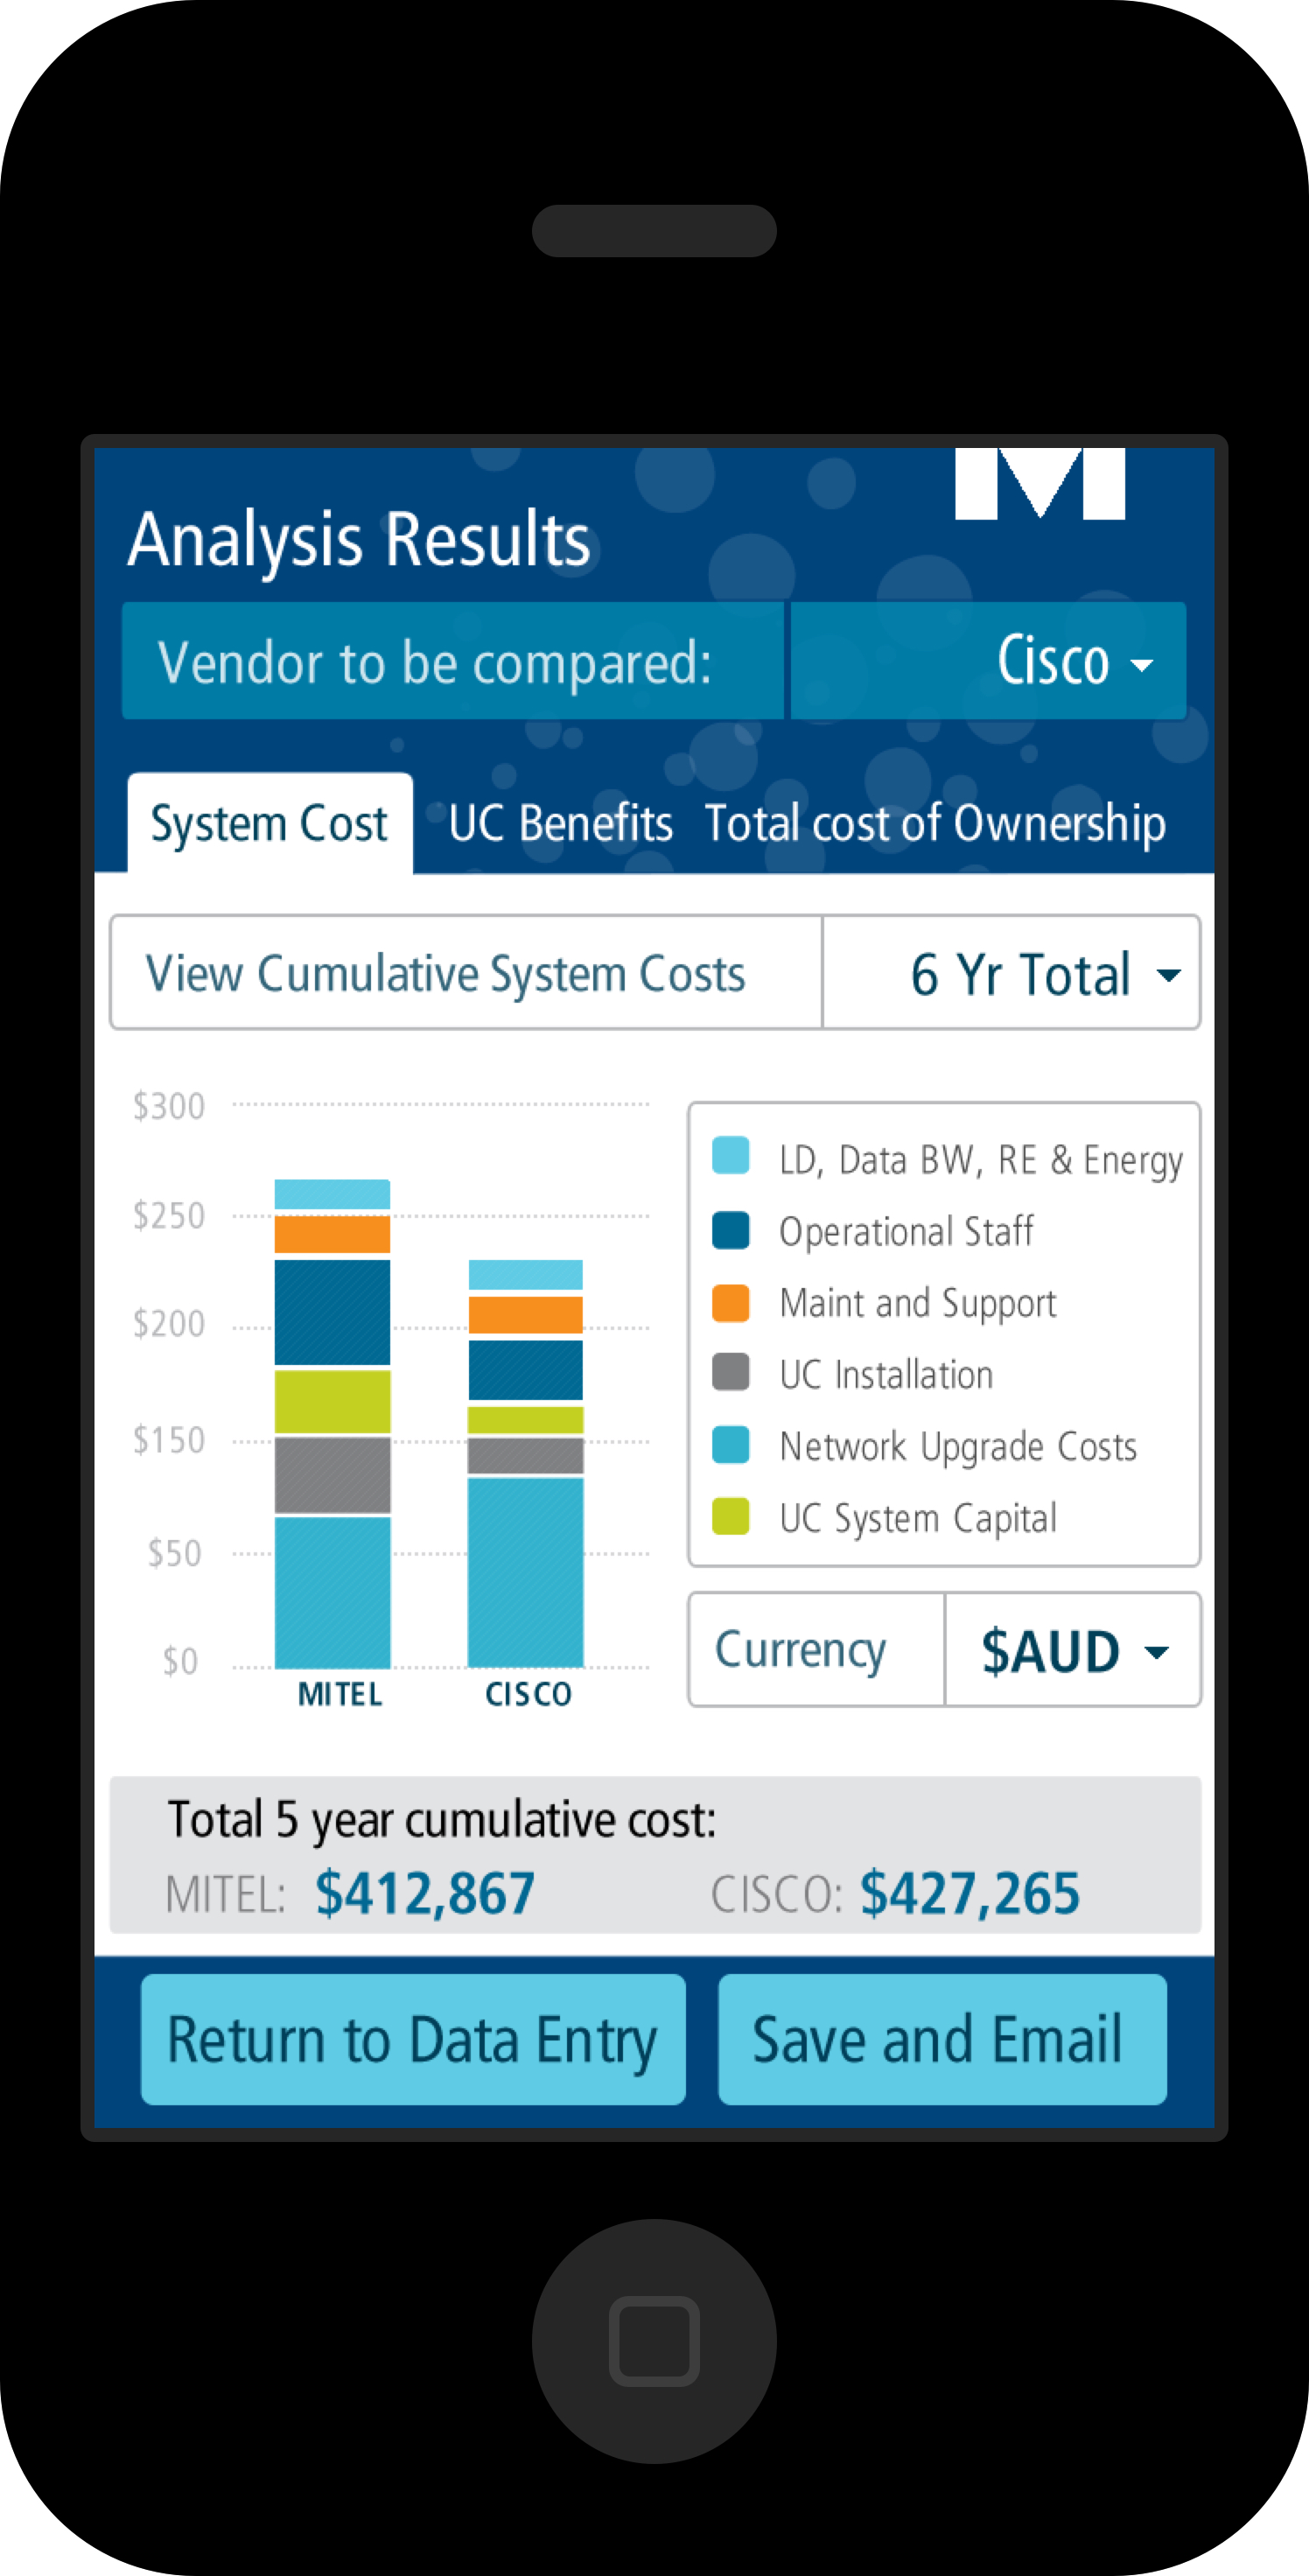 M
Analysis Results
Vendor to be compared: Cisco
System Cost UC Benefits Total cost of Ownership
View Cumulative System Costs 6 Yr Total
$300
$250
$200
$150
$50
$0
MITEL CISCO
LD, Data BW, RE & Energy
Operational Staff
Maint and Support
UC Installation
Network Upgrade Costs
UC System Capital
Currency $AUD
Total 5 year cumulative cost:
MITEL: $412,867 CISCO: $427,265
Return to Data Entry Save and Email